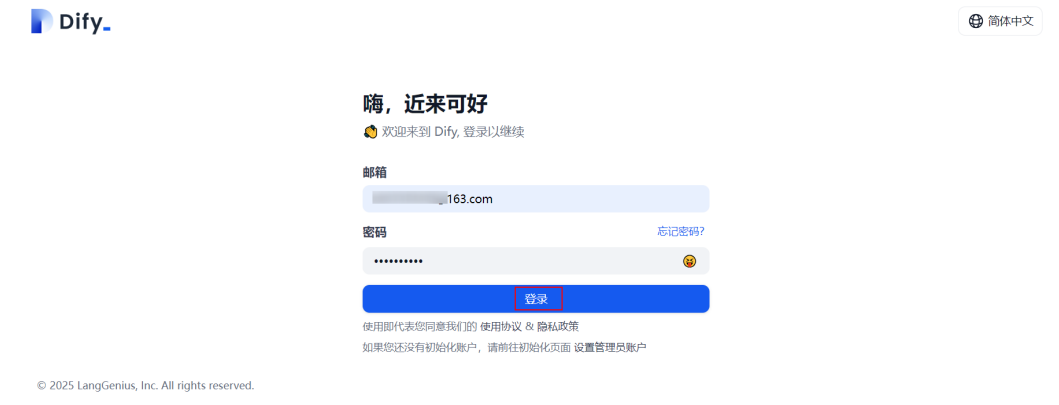 Dify_
简体中文
嗨，近来可好
👋 欢迎来到 Dify, 登录以继续
邮箱
163.com
密码 忘记密码?
••••••••••
登录
使用即代表您同意我们的 使用协议 & 隐私政策
如果您还没有初始化账户，请前往初始化页面 设置管理员账户
© 2025 LangGenius, Inc. All rights reserved.